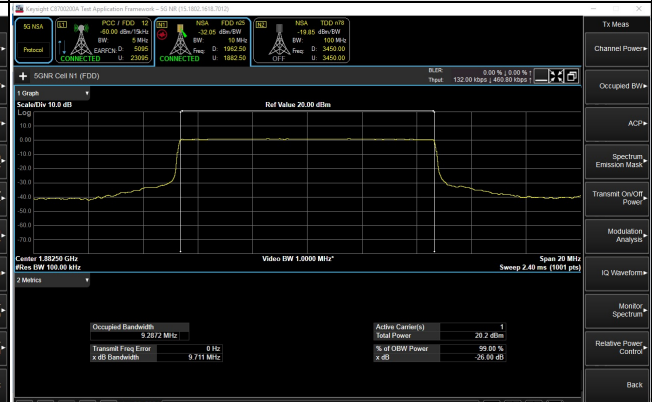 Keysight C8700200A Test Application Framework -- 5G NR (15.1802.1618.7012)
5G NSA
Protocol
L1
PCC / FDD 12
-60.00 dBm/15kHz
BW: 5 MHz
EARFCN: D: 5095
U: 23095
CONNECTED
N1
NSA FDD n25
-32.05 dBm/BW
BW: 10 MHz
Freq: D: 1962.50
U: 1882.50
CONNECTED
N2
NSA TDD n78
-19.85 dBm/BW
BW: 100 MHz
Freq: D: 3450.00
U: 3450.00
OFF
5GNR Cell N1 (FDD)
BLER: 0.00 % ↓ 0.00 % ↑
Thput: 132.00 kbps ↓ 460.80 kbps ↑
1 Graph
Scale/Div 10.0 dB
Ref Value 20.00 dBm
Log
10.0
0.00
-10.0
-20.0
-30.0
-40.0
-50.0
-60.0
-70.0
Center 1.88250 GHz
Video BW 1.0000 MHz*
Span 20 MHz
#Res BW 100.00 kHz
Sweep 2.40 ms (1001 pts)
2 Metrics
Occupied Bandwidth
9.2872 MHz
Transmit Freq Error 0 Hz
x dB Bandwidth 9.711 MHz
Active Carrier(s) 1
Total Power 20.2 dBm
% of OBW Power 99.00 %
x dB -26.00 dB
Tx Meas
Channel Power
Occupied BW
ACP
Spectrum
Emission Mask
Transmit On/Off
Power
Modulation
Analysis
IQ Waveform
Monitor
Spectrum
Relative Power
Control
Back